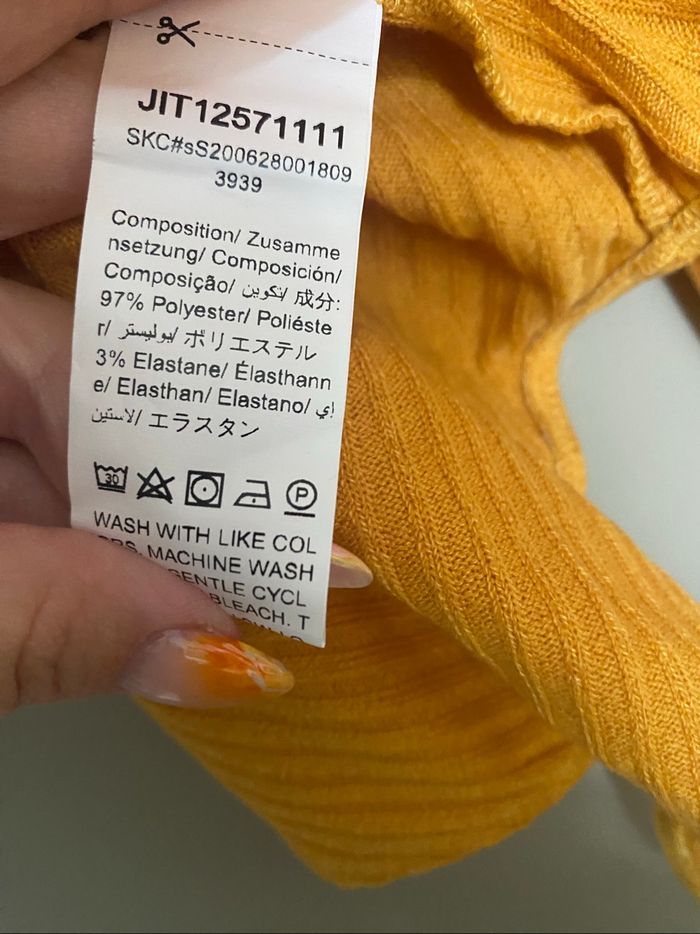 JIT12571111
SKC#sS200628001809
3939
Composition/ Zusamme
nsetzung/ Composición/
Composição/ تكوين/ 成分:
97% Polyester/ Poliéste
r/ بوليستر/ ポリエステル
3% Elastane/ Élasthann
e/ Elasthan/ Elastano/ إي
لاستين/ エラスタン
30
P
WASH WITH LIKE COL
ORS. MACHINE WASH
GENTLE CYCL
BLEACH. T